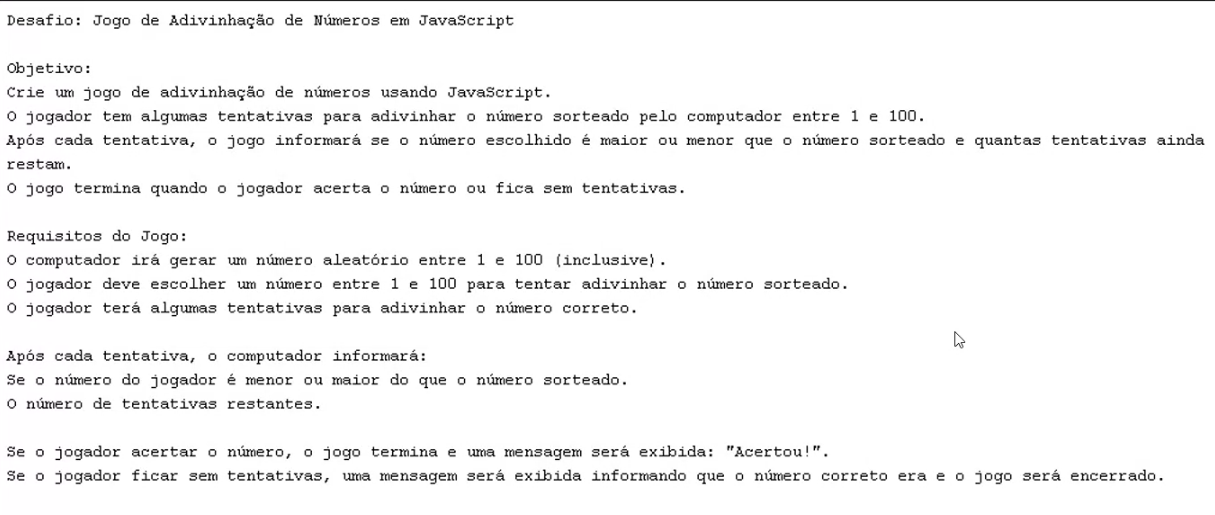 Desafio: Jogo de Adivinhação de Números em JavaScript
Objetivo:
Crie um jogo de adivinhação de números usando JavaScript.
O jogador tem algumas tentativas para adivinhar o número sorteado pelo computador entre 1 e 100.
Após cada tentativa, o jogo informará se o número escolhido é maior ou menor que o número sorteado e quantas tentativas ainda
restam.
O jogo termina quando o jogador acerta o número ou fica sem tentativas.
Requisitos do Jogo:
O computador irá gerar um número aleatório entre 1 e 100 (inclusive).
O jogador deve escolher um número entre 1 e 100 para tentar adivinhar o número sorteado.
O jogador terá algumas tentativas para adivinhar o número correto.
Após cada tentativa, o computador informará:
Se o número do jogador é menor ou maior do que o número sorteado.
O número de tentativas restantes.
Se o jogador acertar o número, o jogo termina e uma mensagem será exibida: "Acertou!".
Se o jogador ficar sem tentativas, uma mensagem será exibida informando que o número correto era e o jogo será encerrado.